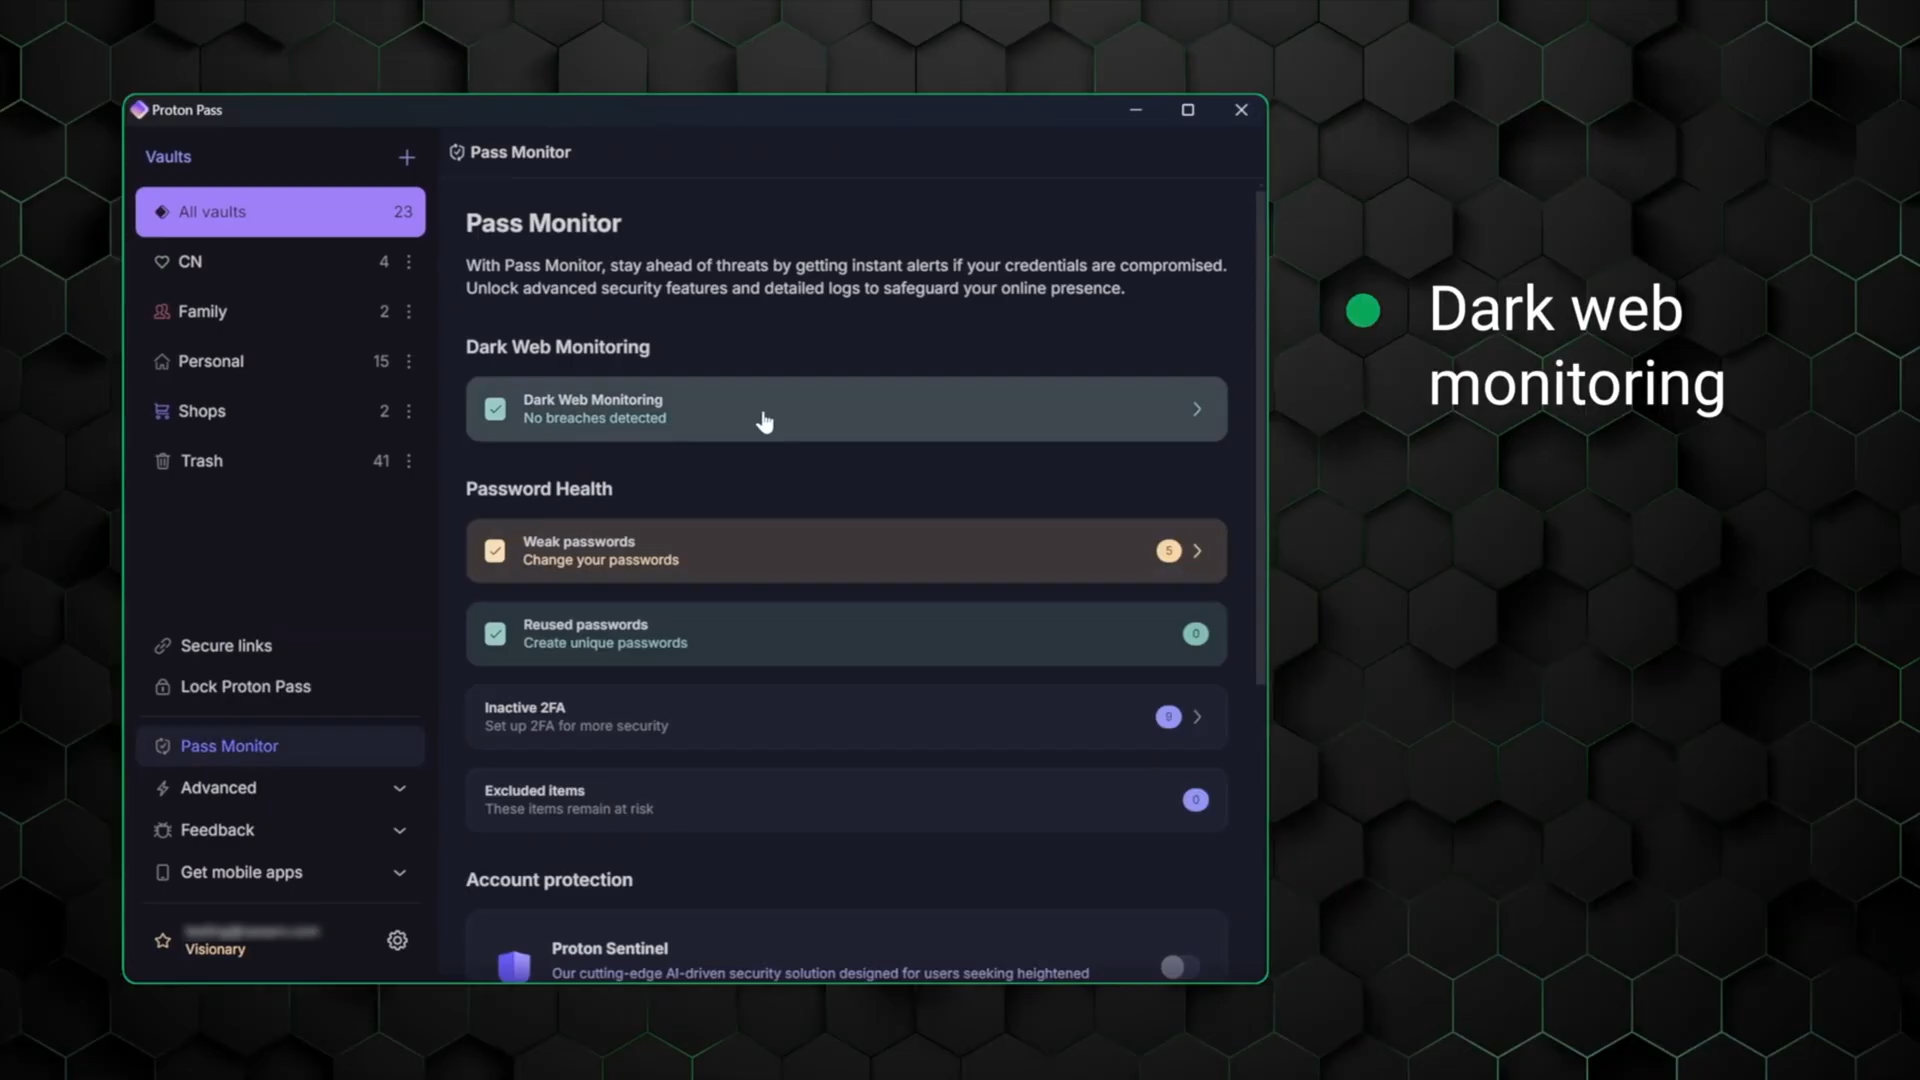 Proton Pass
Vaults
All vaults 23
CN 4
Family 2
Personal 15
Shops 2
Trash 41
Secure links
Lock Proton Pass
Pass Monitor
Advanced
Feedback
Get mobile apps
Visionary
Pass Monitor
Pass Monitor
With Pass Monitor, stay ahead of threats by getting instant alerts if your credentials are compromised.
Unlock advanced security features and detailed logs to safeguard your online presence.
Dark Web Monitoring
Dark Web Monitoring
No breaches detected
Password Health
Weak passwords
Change your passwords
5
Reused passwords
Create unique passwords
0
Inactive 2FA
Set up 2FA for more security
9
Excluded items
These items remain at risk
0
Account protection
Proton Sentinel
Our cutting-edge AI-driven security solution designed for users seeking heightened
Dark web
monitoring